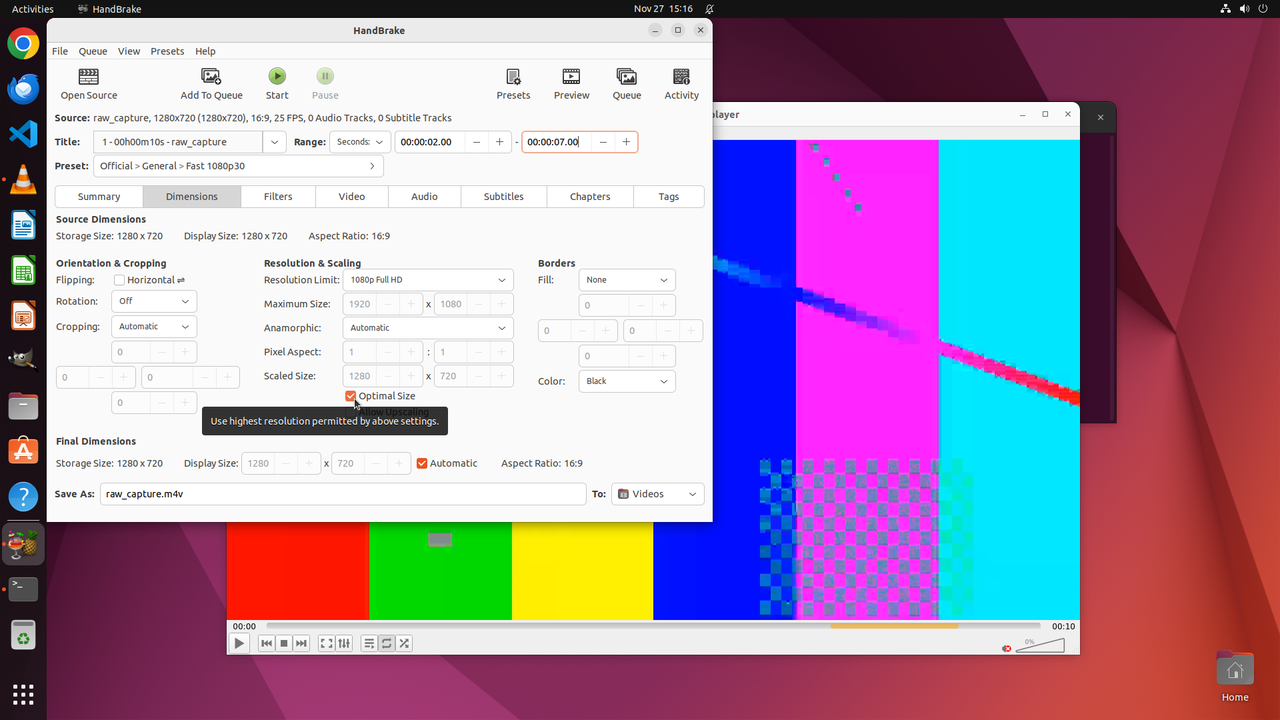 Activities
HandBrake
Nov 27 15:16
HandBrake
File Queue View Presets Help
Open Source
Add To Queue
Start
Pause
Presets
Preview
Queue
Activity
Source: raw_capture, 1280x720 (1280x720), 16:9, 25 FPS, 0 Audio Tracks, 0 Subtitle Tracks
Title: 1 - 00h00m10s - raw_capture Range: Seconds: 00:00:02.00 - 00:00:07.00
Preset: Official > General > Fast 1080p30
Summary Dimensions Filters Video Audio Subtitles Chapters Tags
Source Dimensions
Storage Size: 1280 x 720 Display Size: 1280 x 720 Aspect Ratio: 16:9
Orientation & Cropping
Flipping: Horizontal
Rotation: Off
Cropping: Automatic
0
0 0
0
Resolution & Scaling
Resolution Limit: 1080p Full HD
Maximum Size: 1920 x 1080
Anamorphic: Automatic
Pixel Aspect: 1 : 1
Scaled Size: 1280 x 720
Optimal Size
Allow Upscaling
Use highest resolution permitted by above settings.
Borders
Fill: None
0
0 0
0
Color: Black
Final Dimensions
Storage Size: 1280 x 720 Display Size: 1280 x 720 Automatic Aspect Ratio: 16:9
Save As: raw_capture.m4v To: Videos
player
00:00
00:10
0%
Home